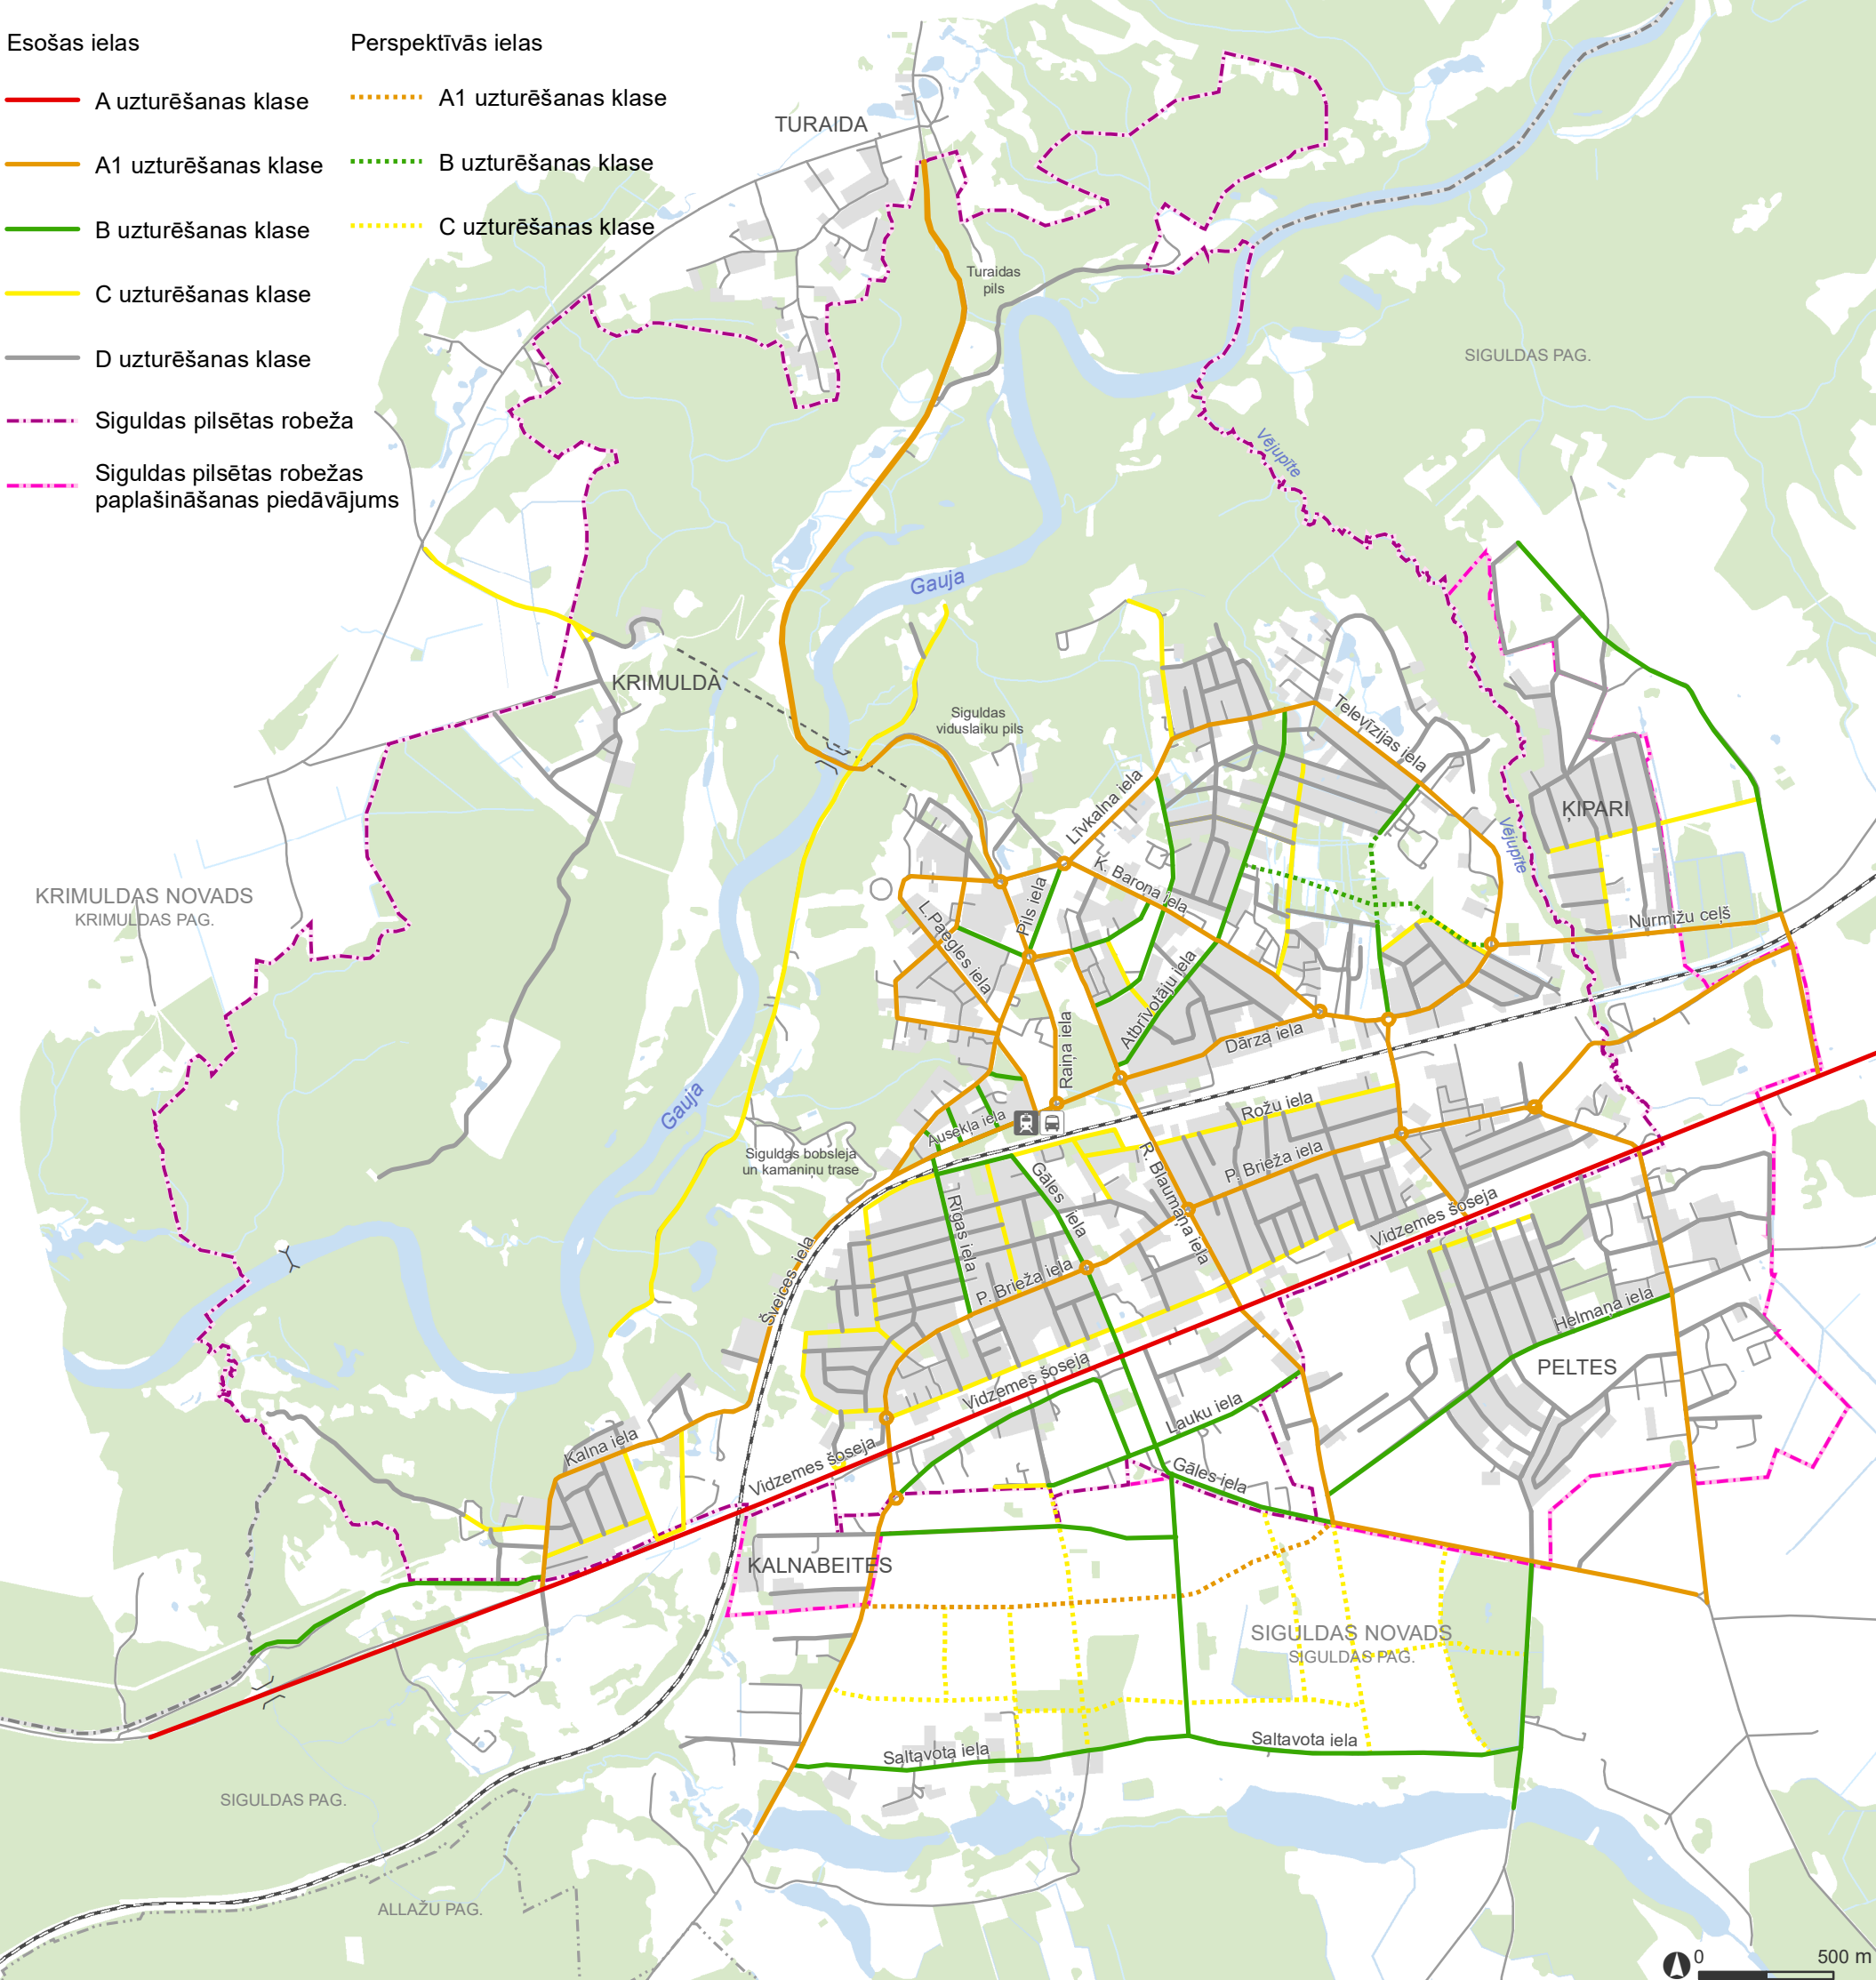 Esošas ielas
Perspektīvās ielas
A uzturēšanas klase
A1 uzturēšanas klase
A1 uzturēšanas klase
B uzturēšanas klase
B uzturēšanas klase
C uzturēšanas klase
C uzturēšanas klase
D uzturēšanas klase
Siguldas pilsētas robeža
Siguldas pilsētas robežas
paplašināšanas piedāvājums
TURAIDA
Turaidas
pils
SIGULDAS PAG.
Vējupīte
Gauja
KRIMULDA
Siguldas
viduslaiku pils
Televīzijas iela
Līvkalna iela
ĶIPARI
Vējupīte
K. Barona iela
KRIMULDAS NOVADS
KRIMULDAS PAG.
L.Paegles iela
Pils iela
Nurmižu ceļš
Atbrīvotāju iela
Raiņa iela
Dārza iela
Gauja
Ausekļa iela
Rožu iela
Siguldas bobsleja
un kamaniņu trase
P. Brieža iela
R. Blaumaņa iela
Gāles iela
Rīgas iela
Vidzemes šoseja
Šveices iela
P. Brieža iela
Helmaņa iela
PELTES
Vidzemes šoseja
Lauku iela
Kalna iela
Vidzemes šoseja
Gāles iela
KALNABEITES
SIGULDAS NOVADS
SIGULDAS PAG.
Saltavota iela
Saltavota iela
SIGULDAS PAG.
ALLAŽU PAG.
0
500 m